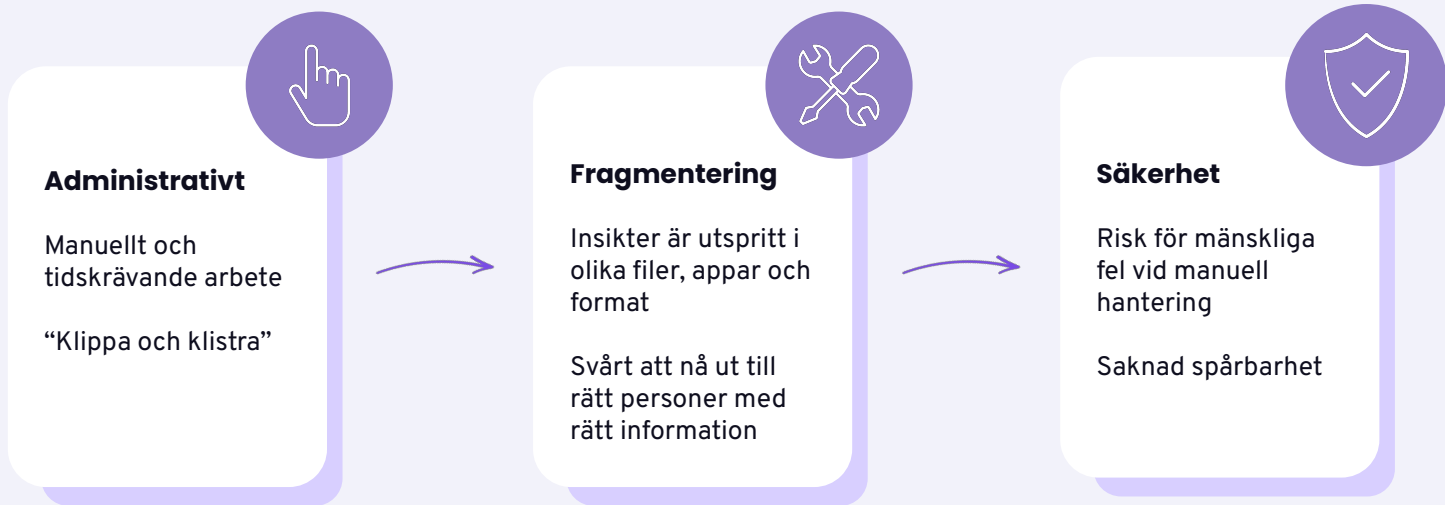 Administrativt
Manuellt och
tidskrävande arbete
“Klippa och klistra”
Fragmentering
Insikter är utspritt i
olika filer, appar och
format
Svårt att nå ut till
rätt personer med
rätt information
Säkerhet
Risk för mänskliga
fel vid manuell
hantering
Saknad spårbarhet